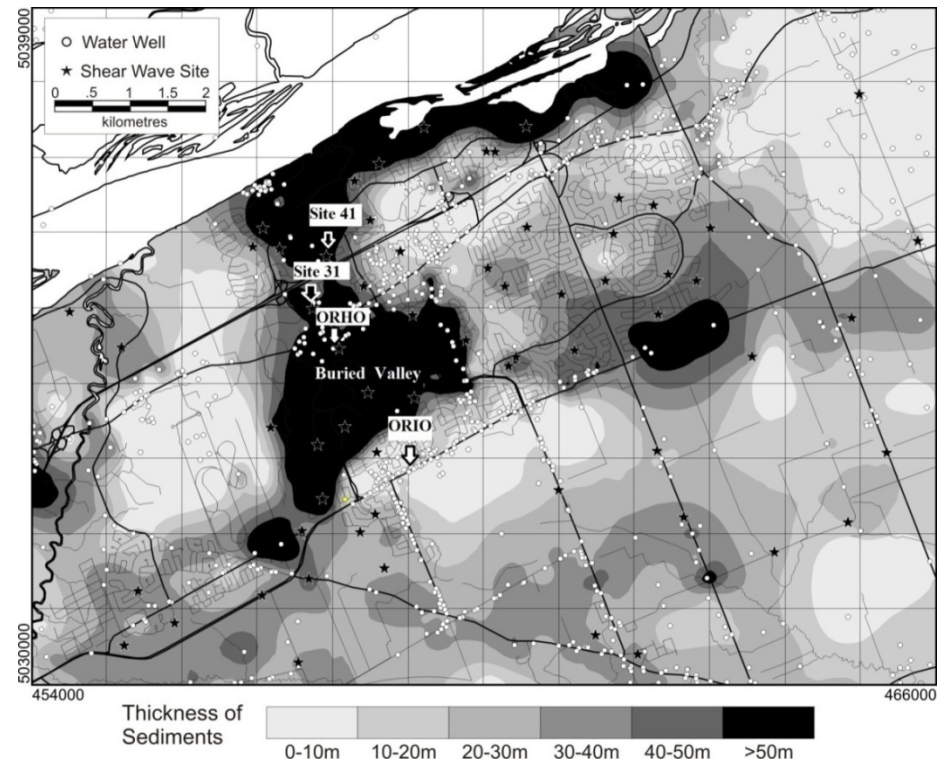 5039000
Water Well
Shear Wave Site
0 .5 1 1.5 2
kilometres
Site 41
Site 31
ORHO
Buried Valley
ORIO
5030000
454000 466000
Thickness of
Sediments
0-10m 10-20m 20-30m 30-40m 40-50m >50m